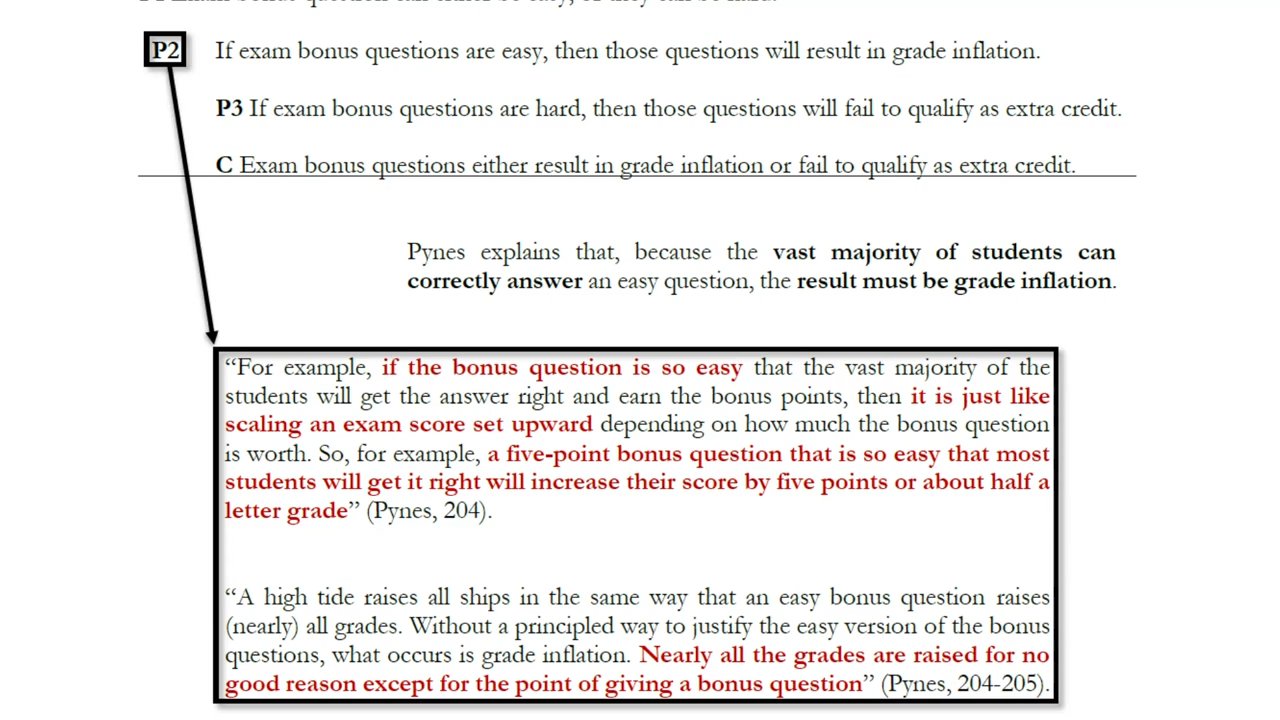 P2 If exam bonus questions are easy, then those questions will result in grade inflation.
P3 If exam bonus questions are hard, then those questions will fail to qualify as extra credit.
C Exam bonus questions either result in grade inflation or fail to qualify as extra credit.
Pynes explains that, because the vast majority of students can
correctly answer an easy question, the result must be grade inflation.
“For example, if the bonus question is so easy that the vast majority of the
students will get the answer right and earn the bonus points, then it is just like
scaling an exam score set upward depending on how much the bonus question
is worth. So, for example, a five-point bonus question that is so easy that most
students will get it right will increase their score by five points or about half a
letter grade” (Pynes, 204).
“A high tide raises all ships in the same way that an easy bonus question raises
(nearly) all grades. Without a principled way to justify the easy version of the bonus
questions, what occurs is grade inflation. Nearly all the grades are raised for no
good reason except for the point of giving a bonus question” (Pynes, 204-205).